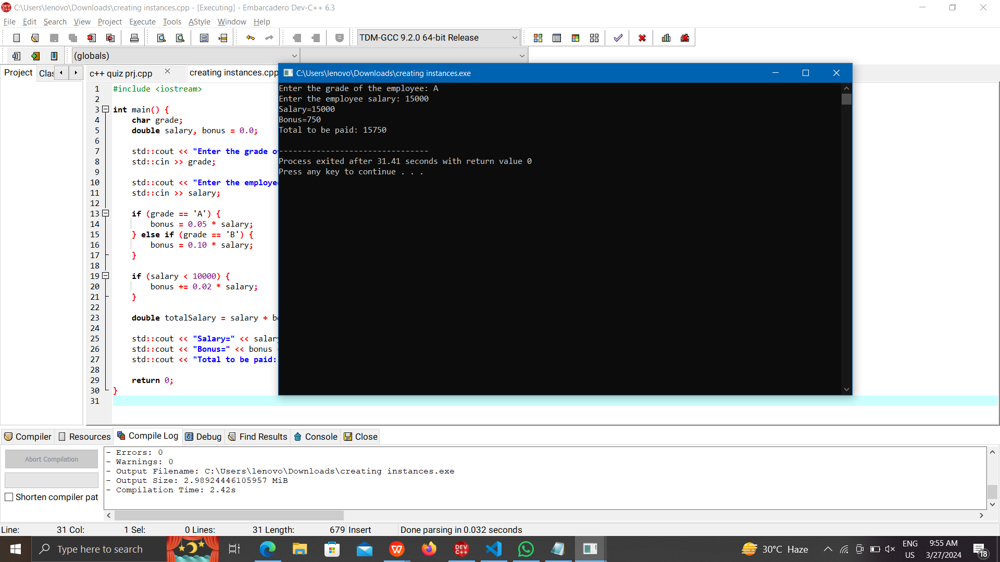 C:\Users\lenovo\Downloads\creating instances.cpp - [Executing] - Embarcadero Dev-C++ 6.3
File Edit Search View Project Execute Tools AStyle Window Help
TDM-GCC 9.2.0 64-bit Release
(globals)
Project Clas
c++ quiz prj.cpp
creating instances.cpp
1 #include <iostream>
2
3 int main() {
4 char grade;
5 double salary, bonus = 0.0;
6
7 std::cout << "Enter the grade o
8 std::cin >> grade;
9
10 std::cout << "Enter the employe
11 std::cin >> salary;
12
13 if (grade == 'A') {
14 bonus = 0.05 * salary;
15 } else if (grade == 'B') {
16 bonus = 0.10 * salary;
17 }
18
19 if (salary < 10000) {
20 bonus += 0.02 * salary;
21 }
22
23 double totalSalary = salary + b
24
25 std::cout << "Salary=" << salar
26 std::cout << "Bonus=" << bonus
27 std::cout << "Total to be paid:
28
29 return 0;
30 }
31
C:\Users\lenovo\Downloads\creating instances.exe
Enter the grade of the employee: A
Enter the employee salary: 15000
Salary=15000
Bonus=750
Total to be paid: 15750
--------------------------------
Process exited after 31.41 seconds with return value 0
Press any key to continue . . .
Compiler Resources Compile Log Debug Find Results Console Close
Abort Compilation
Shorten compiler pat
- Errors: 0
- Warnings: 0
- Output Filename: C:\Users\lenovo\Downloads\creating instances.exe
- Output Size: 2.98924446105957 MiB
- Compilation Time: 2.42s
Line: 31 Col: 1 Sel: 0 Lines: 31 Length: 679 Insert Done parsing in 0.032 seconds
Type here to search
DEV C++
30°C Haze
ENG
US
9:55 AM
3/27/2024
18